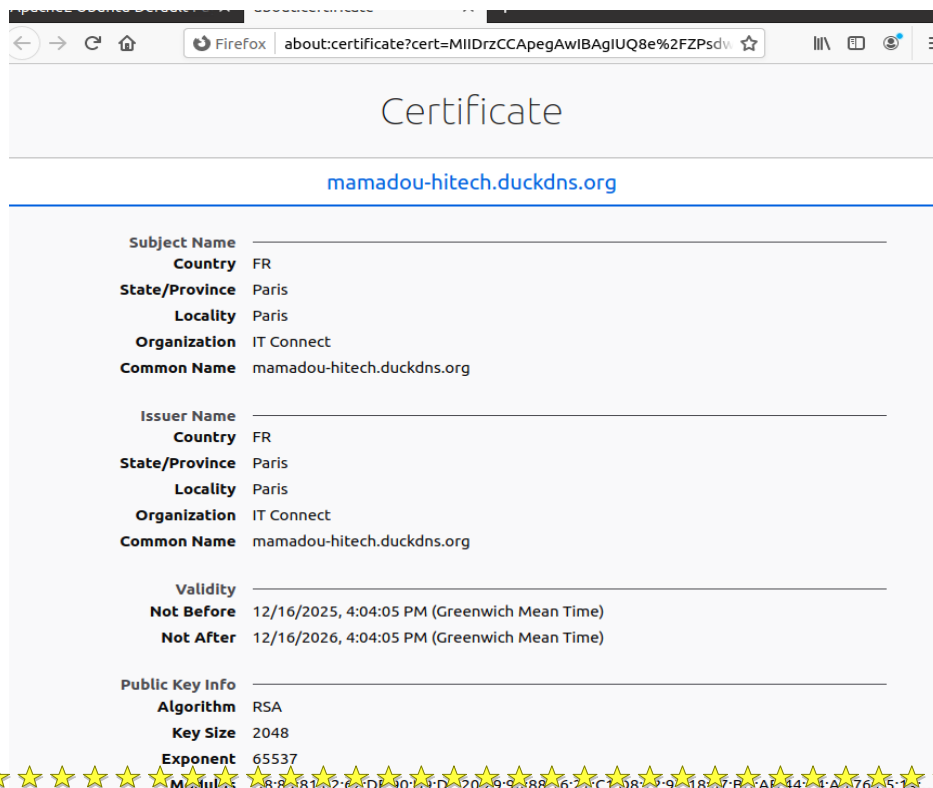 Firefox about:certificate?cert=MIIDrzCCApegAwIBAgIUQ8e%2FZPsdw
Certificate
mamadou-hitech.duckdns.org
Subject Name
Country FR
State/Province Paris
Locality Paris
Organization IT Connect
Common Name mamadou-hitech.duckdns.org
Issuer Name
Country FR
State/Province Paris
Locality Paris
Organization IT Connect
Common Name mamadou-hitech.duckdns.org
Validity
Not Before 12/16/2025, 4:04:05 PM (Greenwich Mean Time)
Not After 12/16/2026, 4:04:05 PM (Greenwich Mean Time)
Public Key Info
Algorithm RSA
Key Size 2048
Exponent 65537
Modulus